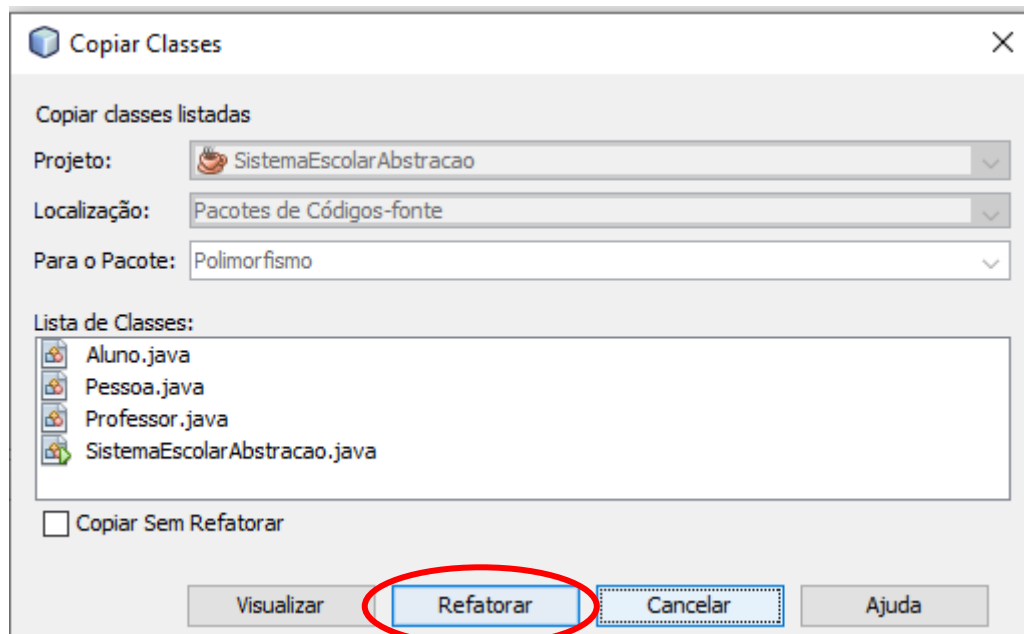 Copiar Classes
Copiar classes listadas
Projeto: SistemaEscolarAbstracao
Localização: Pacotes de Códigos-fonte
Para o Pacote: Polimorfismo
Lista de Classes:
Aluno.java
Pessoa.java
Professor.java
SistemaEscolarAbstracao.java
Copiar Sem Refatorar
Visualizar Refatorar Cancelar Ajuda